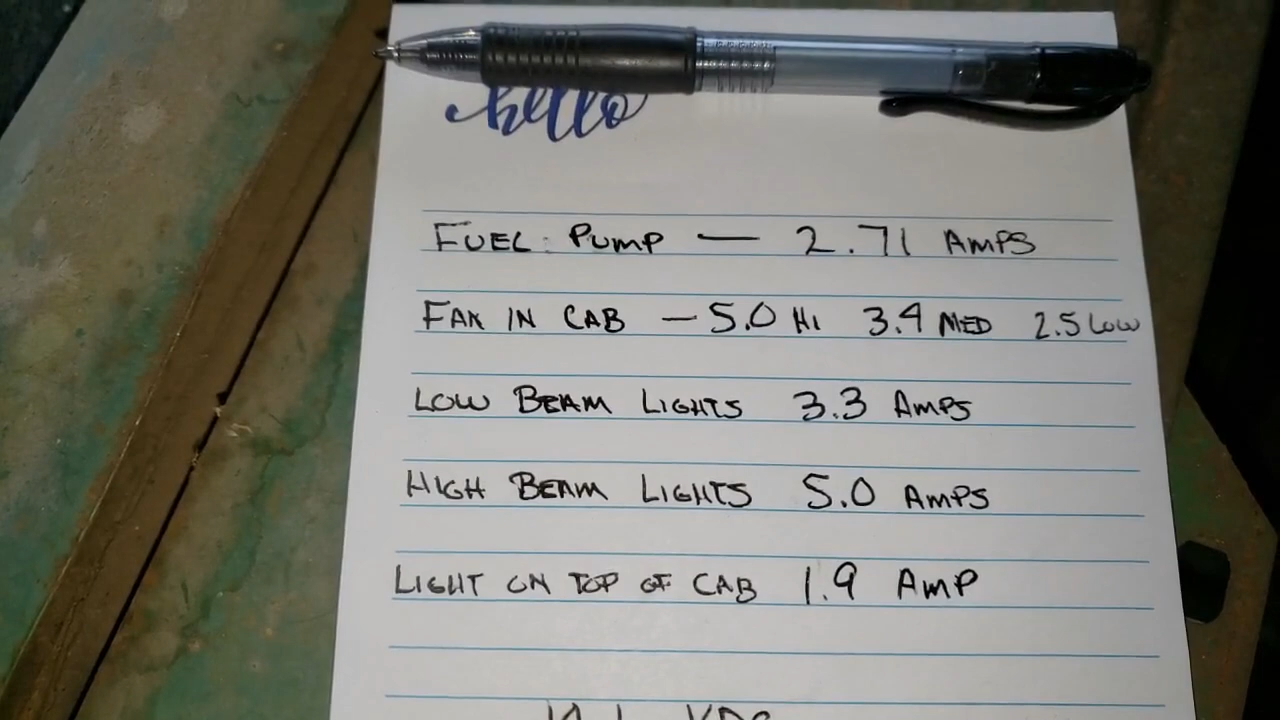 hello
FUEL PUMP — 2.71 AMPS
FAN IN CAB — 5.0 HI 3.4 MED 2.5 LOW
LOW BEAM LIGHTS 3.3 AMPS
HIGH BEAM LIGHTS 5.0 AMPS
LIGHT ON TOP OF CAB 1.9 AMP